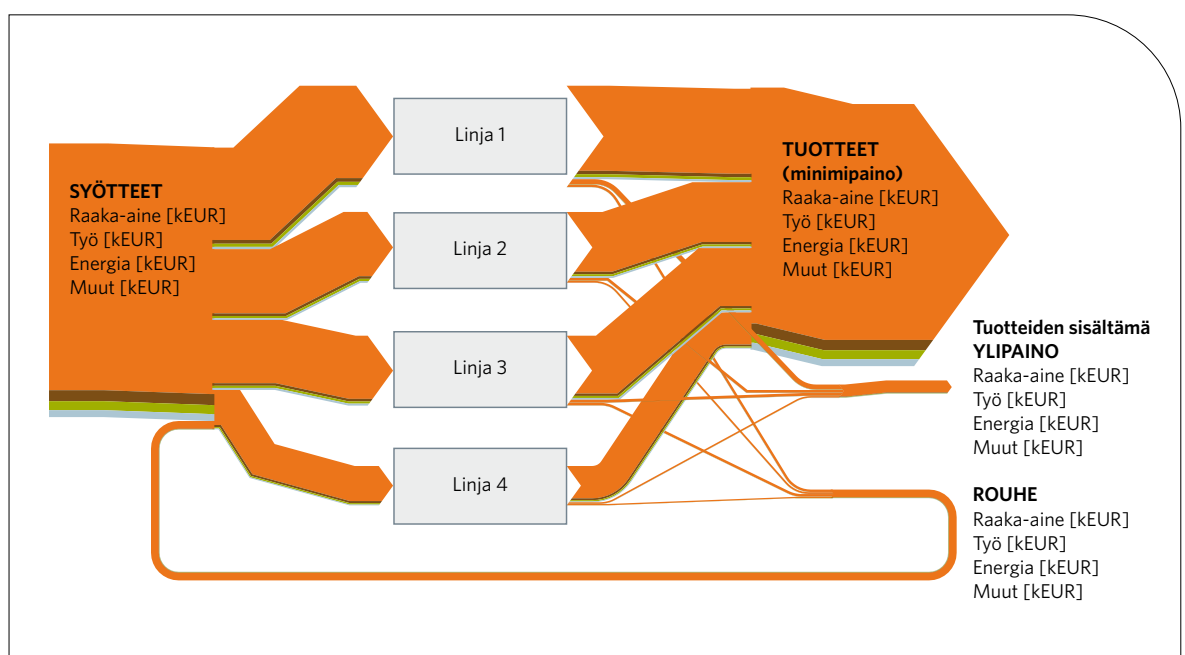 SYÖTTEET
Raaka-aine [kEUR]
Työ [kEUR]
Energia [kEUR]
Muut [kEUR]
Linja 1
Linja 2
Linja 3
Linja 4
TUOTTEET
(minimipaino)
Raaka-aine [kEUR]
Työ [kEUR]
Energia [kEUR]
Muut [kEUR]
Tuotteiden sisältämä
YLIPAINO
Raaka-aine [kEUR]
Työ [kEUR]
Energia [kEUR]
Muut [kEUR]
ROUHE
Raaka-aine [kEUR]
Työ [kEUR]
Energia [kEUR]
Muut [kEUR]